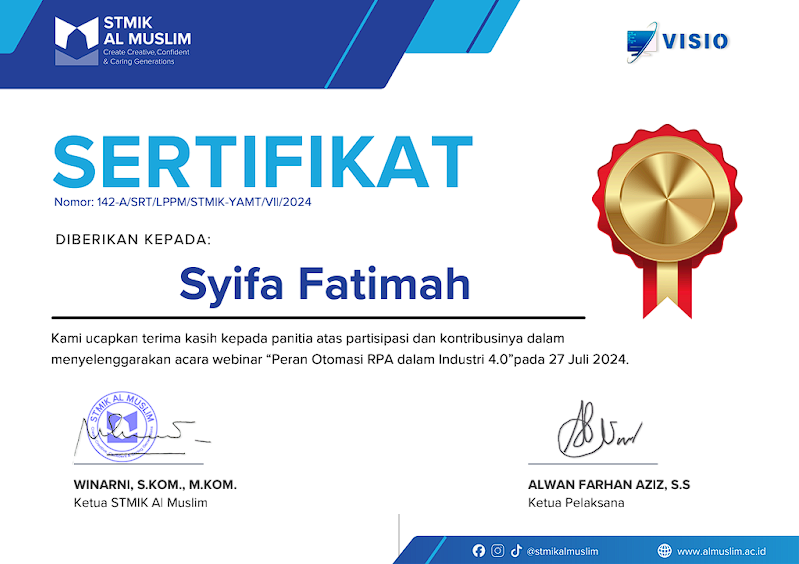 STMIK
AL MUSLIM
Create Creative, Confident
& Caring Generations
VISIO
SERTIFIKAT
Nomor: 142-A/SRT/LPPM/STMIK-YAMT/VII/2024
DIBERIKAN KEPADA:
Syifa Fatimah
Kami ucapkan terima kasih kepada panitia atas partisipasi dan kontribusinya dalam
menyelenggarakan acara webinar “Peran Otomasi RPA dalam Industri 4.0”pada 27 Juli 2024.
STMIK AL MUSLIM
WINARNI, S.KOM., M.KOM.
Ketua STMIK Al Muslim
ALWAN FARHAN AZIZ, S.S
Ketua Pelaksana
@stmikalmuslim
www.almuslim.ac.id